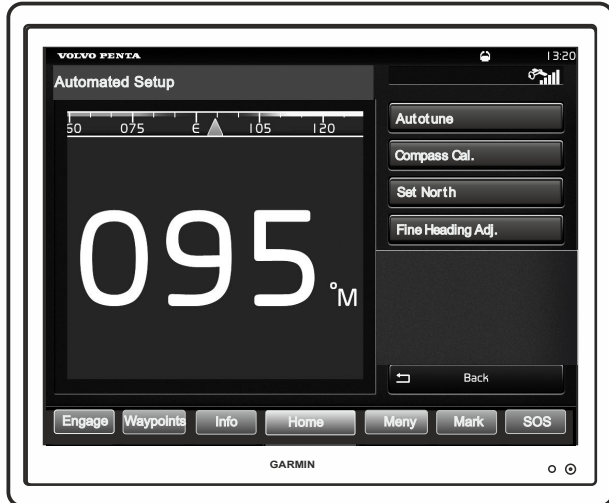 VOLVO PENTA 13:20
Automated Setup
60 075 E 105 120
095 °M
Autotune
Compass Cal.
Set North
Fine Heading Adj.
Back
Engage Waypoints Info Home Meny Mark SOS
GARMIN